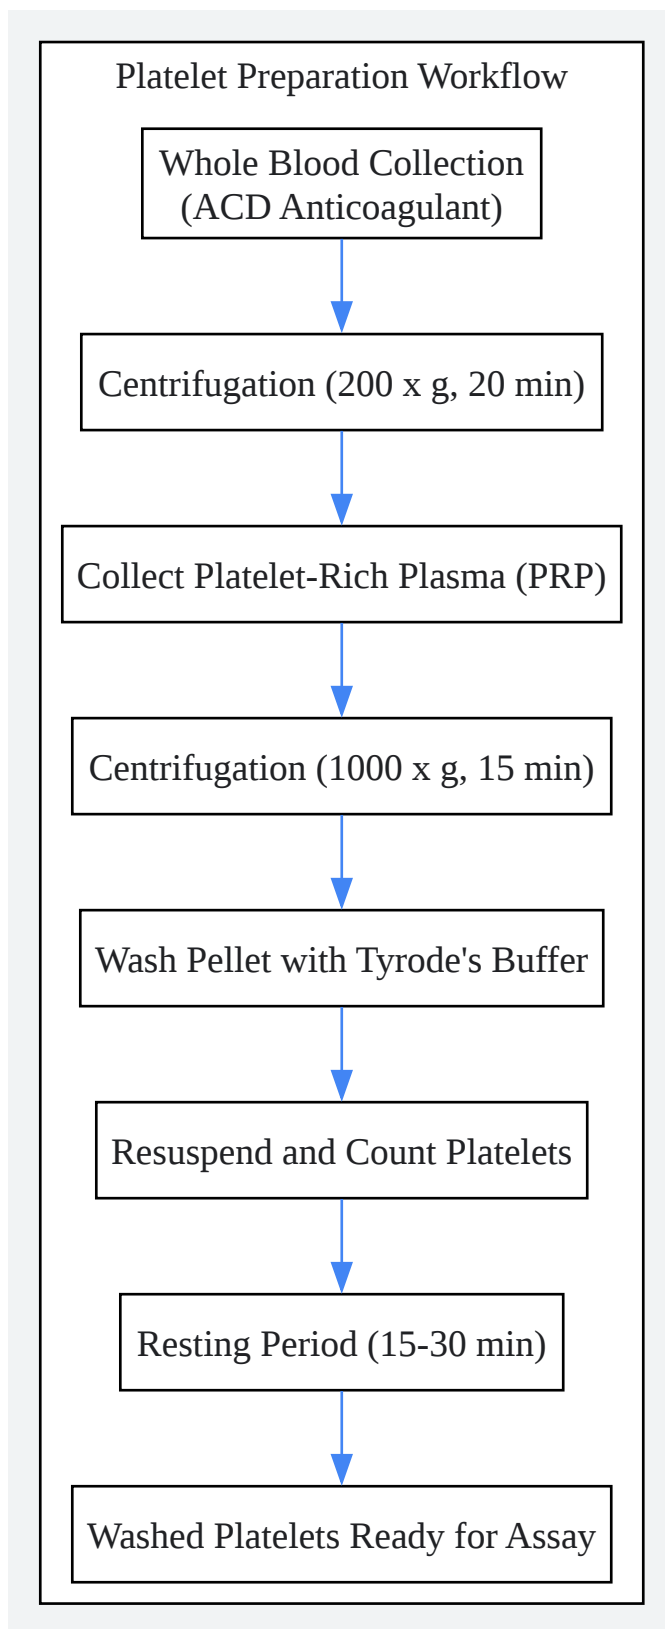 Platelet Preparation Workflow
Whole Blood Collection
(ACD Anticoagulant)
Centrifugation (200 x g, 20 min)
Collect Platelet-Rich Plasma (PRP)
Centrifugation (1000 x g, 15 min)
Wash Pellet with Tyrode's Buffer
Resuspend and Count Platelets
Resting Period (15-30 min)
Washed Platelets Ready for Assay